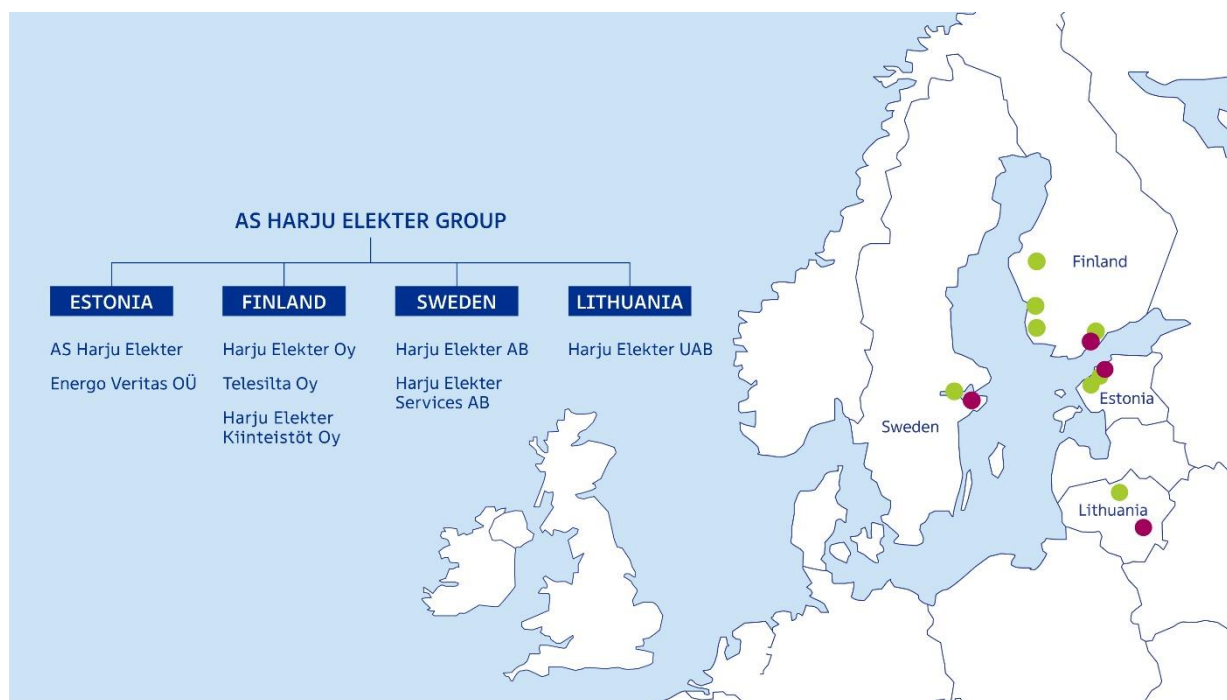 AS HARJU ELEKTER GROUP
ESTONIA
AS Harju Elekter
Energo Veritas OÜ
FINLAND
Harju Elekter Oy
Telesilta Oy
Harju Elekter
Kiinteistöt Oy
SWEDEN
Harju Elekter AB
Harju Elekter
Services AB
LITHUANIA
Harju Elekter UAB
Finland
Estonia
Sweden
Lithuania